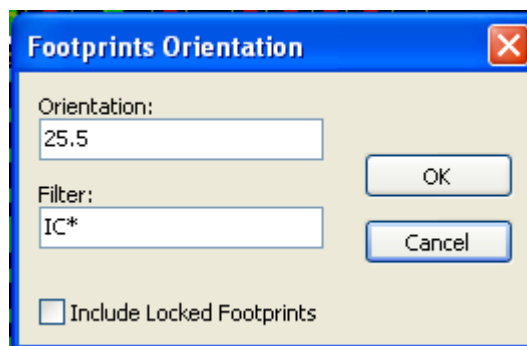 Footprints Orientation
Orientation:
25.5
OK
Filter:
IC*
Cancel
Include Locked Footprints